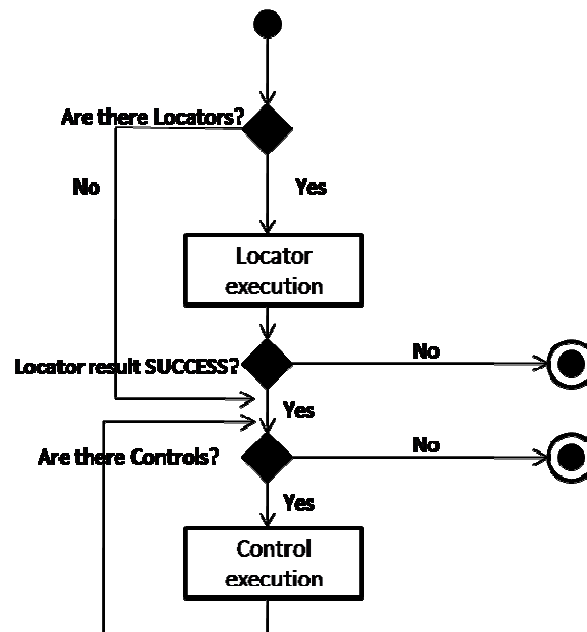 Are there Locators?
No
Yes
Locator
execution
Locator result SUCCESS?
No
Yes
Are there Controls?
No
Yes
Control
execution